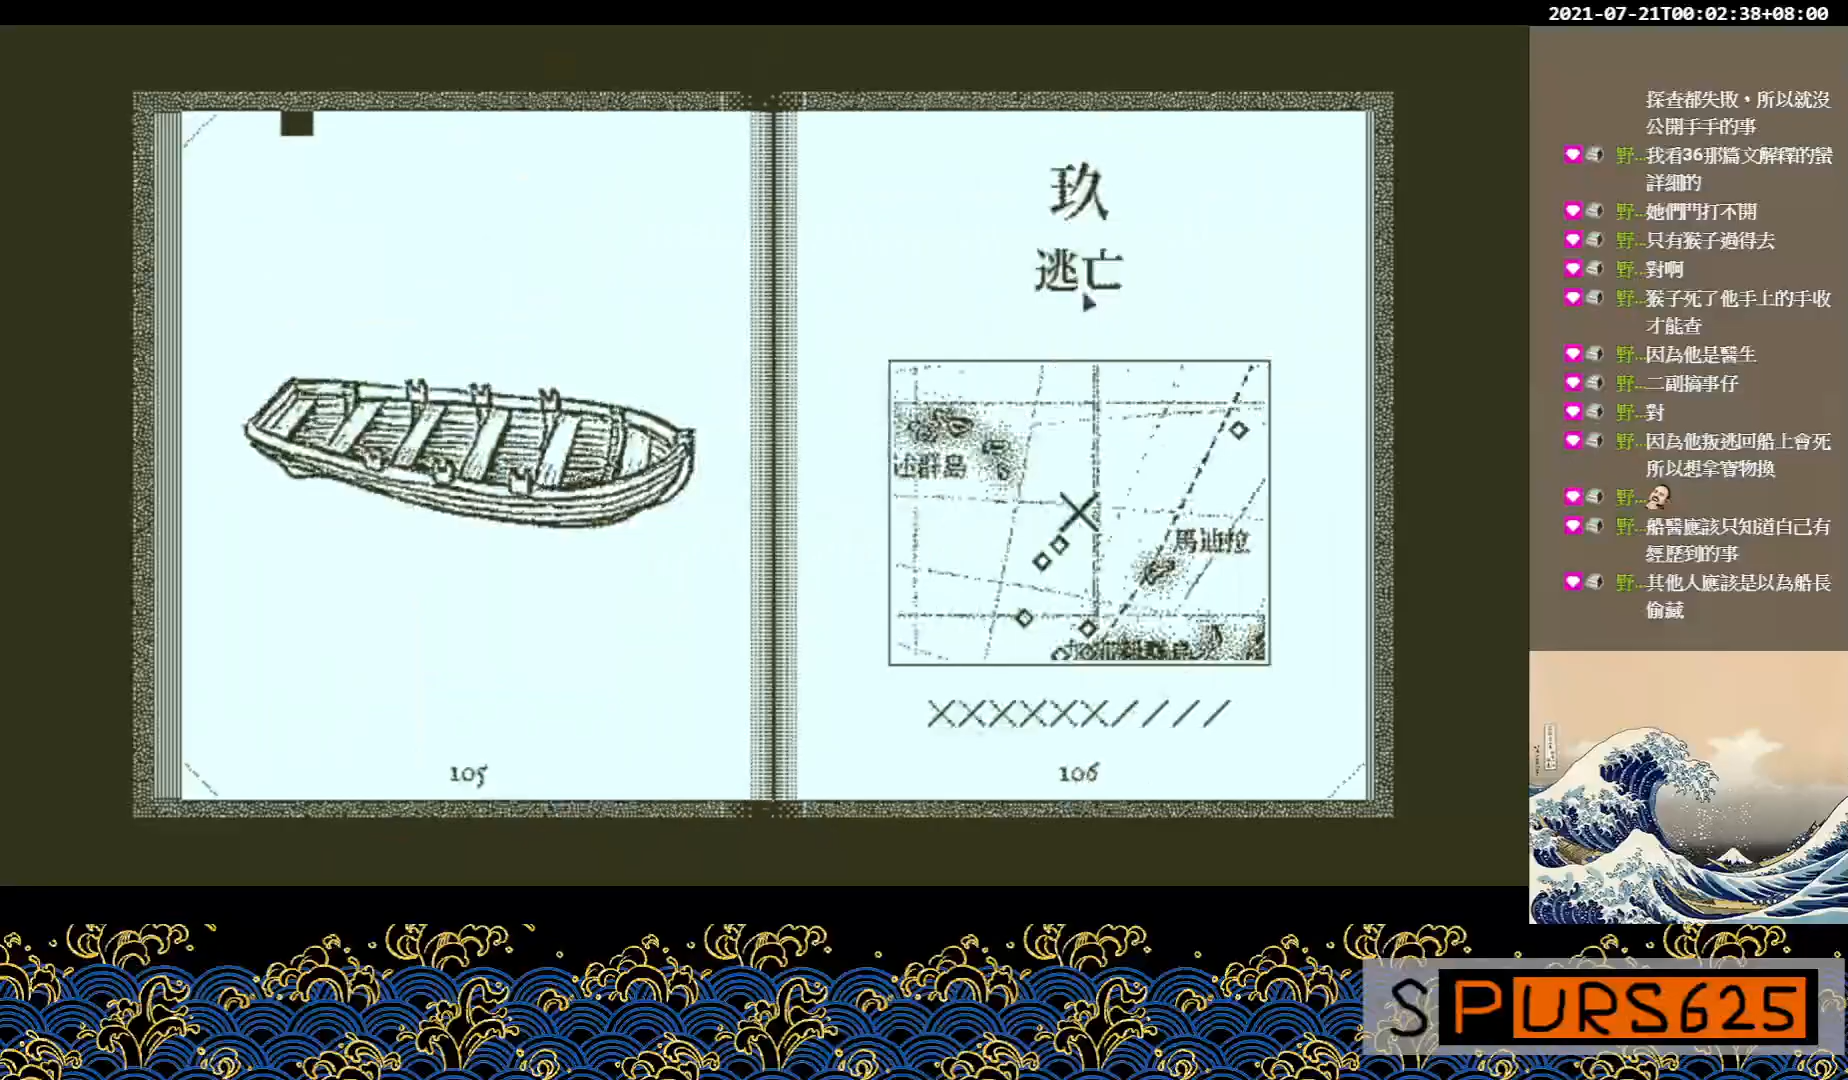 2021-07-21T00:02:38+08:00
探查都失敗，所以就沒
公開手手的事
野...我看36那篇文解釋的蠻
詳細的
野...她們門打不開
野...只有猴子過得去
野...對啊
野...猴子死了他手上的手收
才能查
野...因為他是醫生
野...二副搞事仔
野...對
野...因為他叛逃回船上會死
所以想拿寶物換
野...
野...船醫應該只知道自己有
經歷到的事
野...其他人應該是以為船長
偷藏
玖
逃亡
群島
馬迪拉
105
106
SPURS625